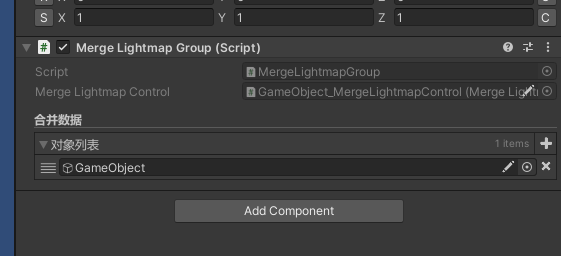 S X 1 Y 1 Z 1 C
# Merge Lightmap Group (Script)
Script # MergeLightmapGroup
Merge Lightmap Control # GameObject_MergeLightmapControl (Merge Lighti
合并数据
对象列表 1 items
GameObject
Add Component